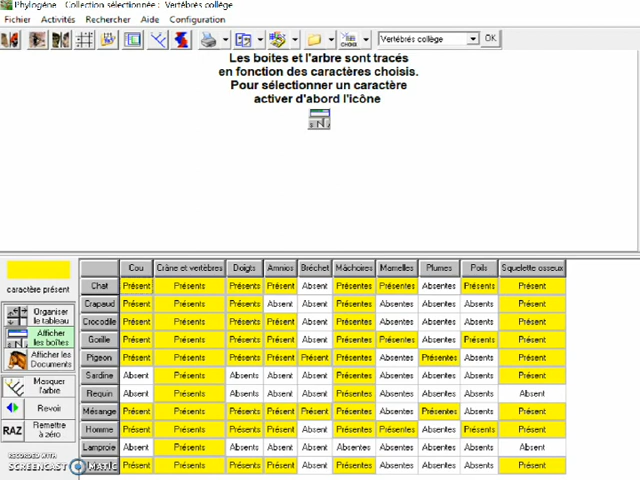 Phylogène - Collection sélectionnée : Vertébrés collège
Fichier Activités Rechercher Aide Configuration
CHOIX Vertébrés collège OK
Les boites et l'arbre sont tracés
en fonction des caractères choisis.
Pour sélectionner un caractère
activer d'abord l'icône
caractère présent
Organiser
le tableau
Afficher
les boîtes
Afficher les
Documents
Masquer
l'arbre
Revoir
RAZ Remettre
à zéro
Cou Crâne et vertèbres Doigts Amnios Bréchet Mâchoires Mamelles Plumes Poils Squelette osseux
Chat Présent Présents Présents Présent Absent Présentes Présentes Absentes Présents Présent
Crapaud Présent Présents Présents Absent Absent Présentes Absentes Absentes Absents Présent
Crocodile Présent Présents Présents Présent Absent Présentes Absentes Absentes Absents Présent
Gorille Présent Présents Présents Présent Absent Présentes Présentes Absentes Présents Présent
Pigeon Présent Présents Présents Présent Présent Présentes Absentes Présentes Absents Présent
Sardine Absent Présents Absents Absent Absent Présentes Absentes Absentes Absents Présent
Requin Absent Présents Absents Absent Absent Présentes Absentes Absentes Absents Absent
Mésange Présent Présents Présents Présent Présent Présentes Absentes Présentes Absents Présent
Homme Présent Présents Présents Présent Absent Présentes Présentes Absentes Présents Présent
Lamproie Absent Présents Absents Absent Absent Absentes Absentes Absentes Absents Absent
Présent Présents Présents Présent Absent Présentes Absentes Absentes Absents Présent
RECORDED WITH
SCREENCAST MATIC